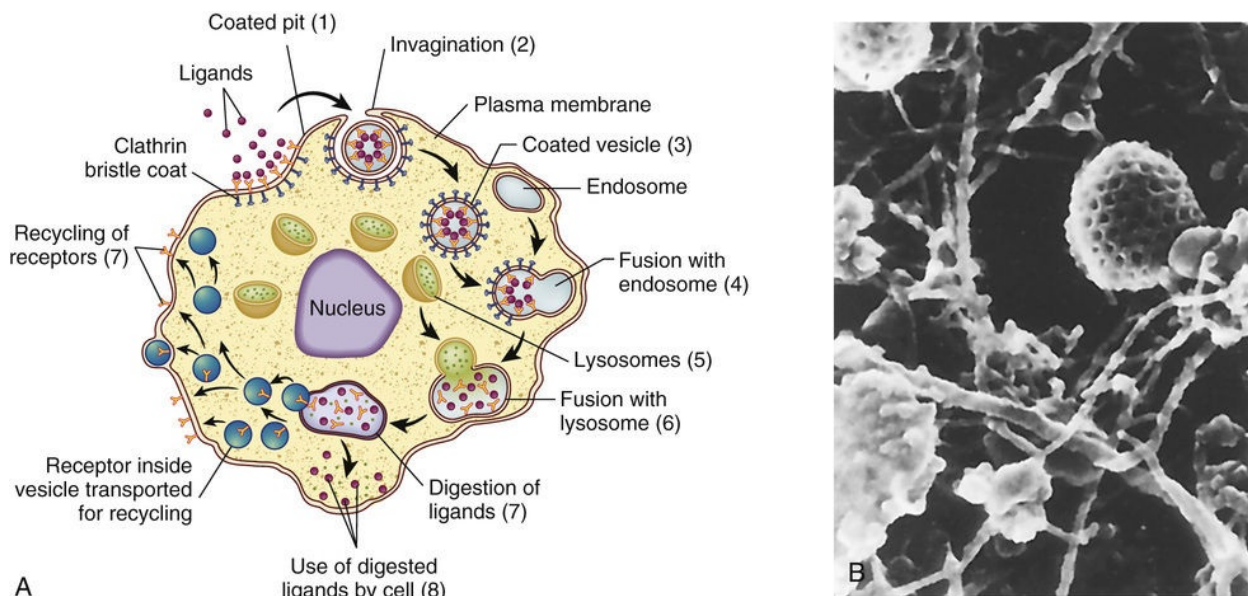 Coated pit (1)
Invagination (2)
Ligands
Plasma membrane
Clathrin
bristle coat
Coated vesicle (3)
Endosome
Recycling of
receptors (7)
Fusion with
endosome (4)
Nucleus
Lysosomes (5)
Fusion with
lysosome
(6)
Receptor inside
vesicle transported
for recycling
Digestion of
ligands (7)
Use of digested
ligands by cell (8)
A
B